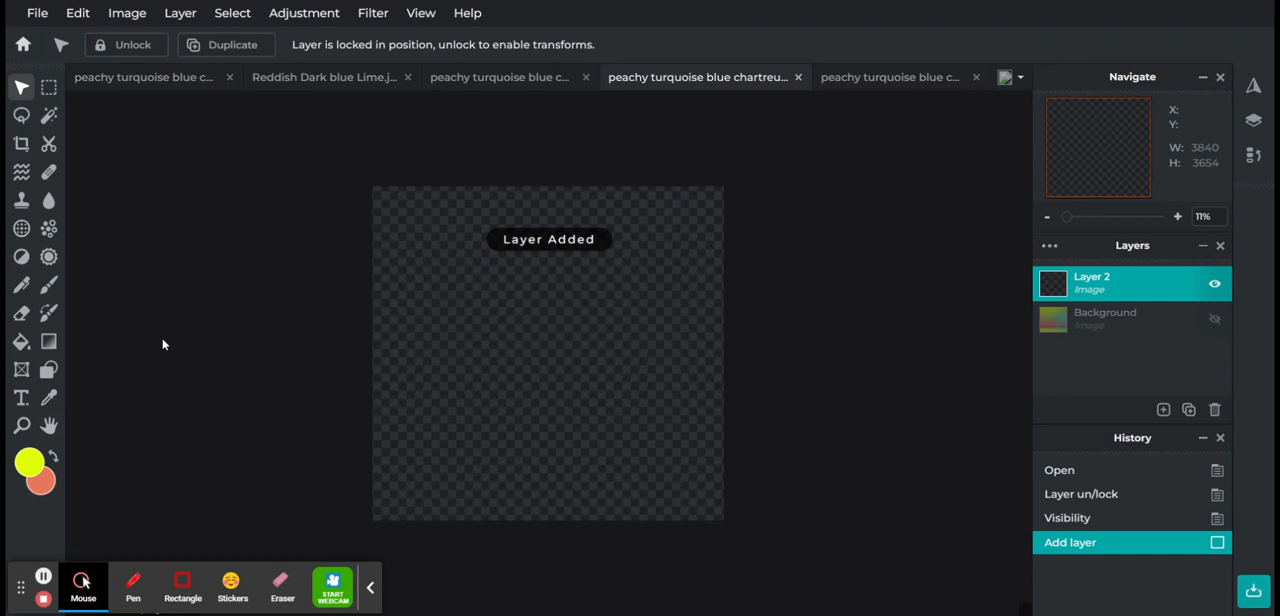 File Edit Image Layer Select Adjustment Filter View Help
Unlock Duplicate Layer is locked in position, unlock to enable transforms.
peachy turquoise blue c... Reddish Dark blue Lime.j... peachy turquoise blue c... peachy turquoise blue chartreu... peachy turquoise blue c...
Navigate
X:
Y:
W: 3840
H: 3654
- + 11%
Layer Added
Layers
Layer 2
Image
Background
Image
History
Open
Layer un/lock
Visibility
Add layer
T
Mouse Pen Rectangle Stickers Eraser START WEBCAM